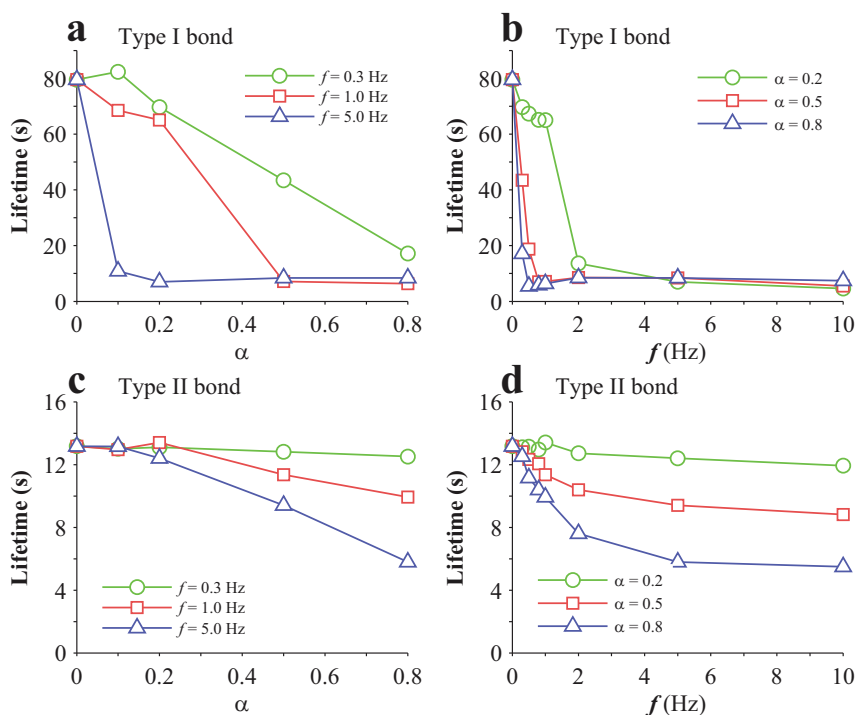 a Type I bond
f = 0.3 Hz
f = 1.0 Hz
f = 5.0 Hz
Lifetime (s)
80
60
40
20
0
0 0.2 0.4 0.6 0.8
α
b Type I bond
α = 0.2
α = 0.5
α = 0.8
Lifetime (s)
80
60
40
20
0
0 2 4 6 8 10
f (Hz)
c Type II bond
Lifetime (s)
16
12
8
4
0
f = 0.3 Hz
f = 1.0 Hz
f = 5.0 Hz
0 0.2 0.4 0.6 0.8
α
d Type II bond
Lifetime (s)
16
12
8
4
0
α = 0.2
α = 0.5
α = 0.8
0 2 4 6 8 10
f (Hz)